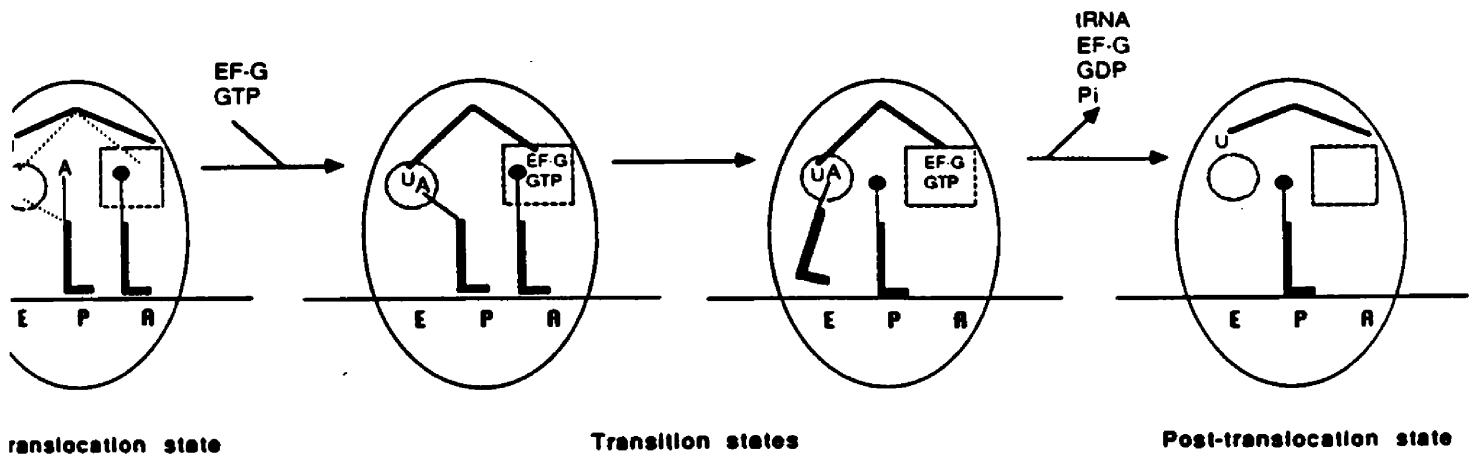 EF-G
GTP
tRNA
EF-G
GDP
Pi
A
U A
EF-G
GTP
U A
EF-G
GTP
U
E P A
E P A
E P A
E P A
ranslocation state
Transition states
Post-translocation state